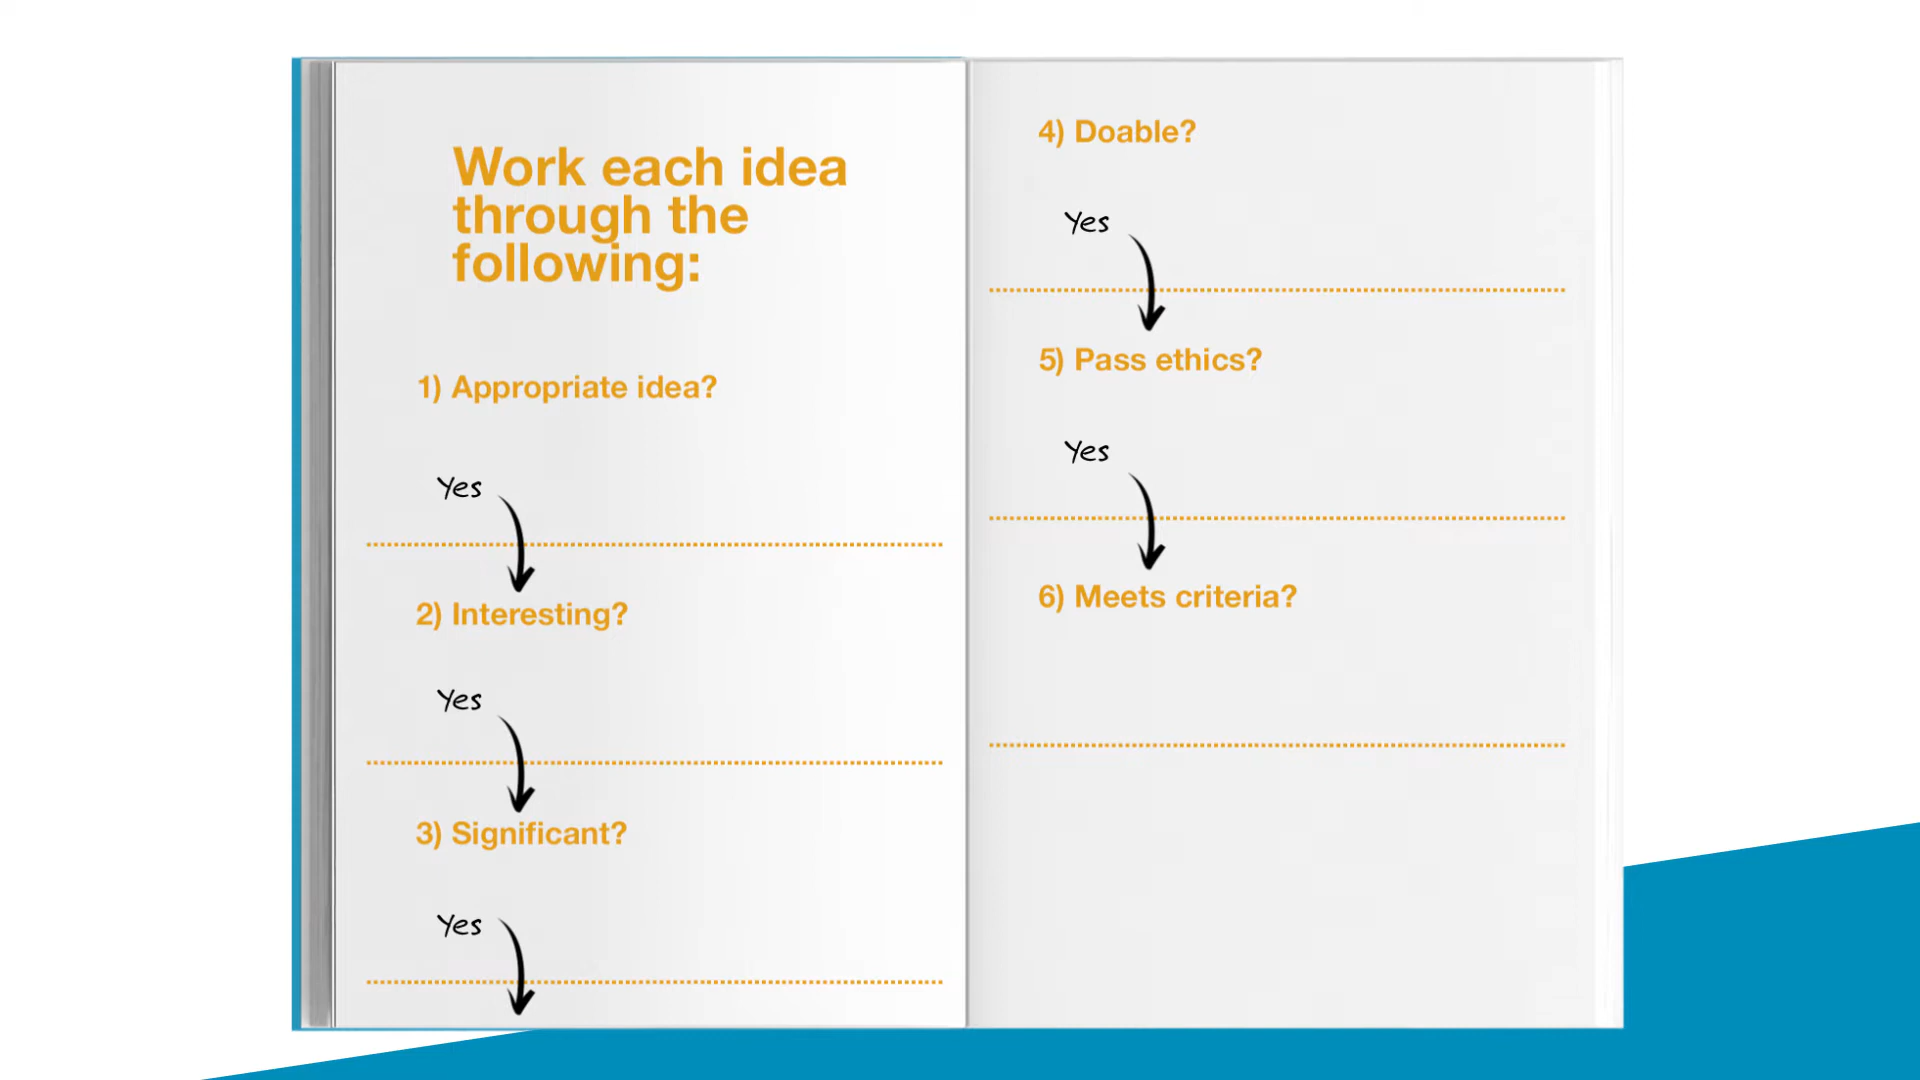 Work each idea
through the
following:
1) Appropriate idea?
Yes
2) Interesting?
Yes
3) Significant?
Yes
4) Doable?
Yes
5) Pass ethics?
Yes
6) Meets criteria?